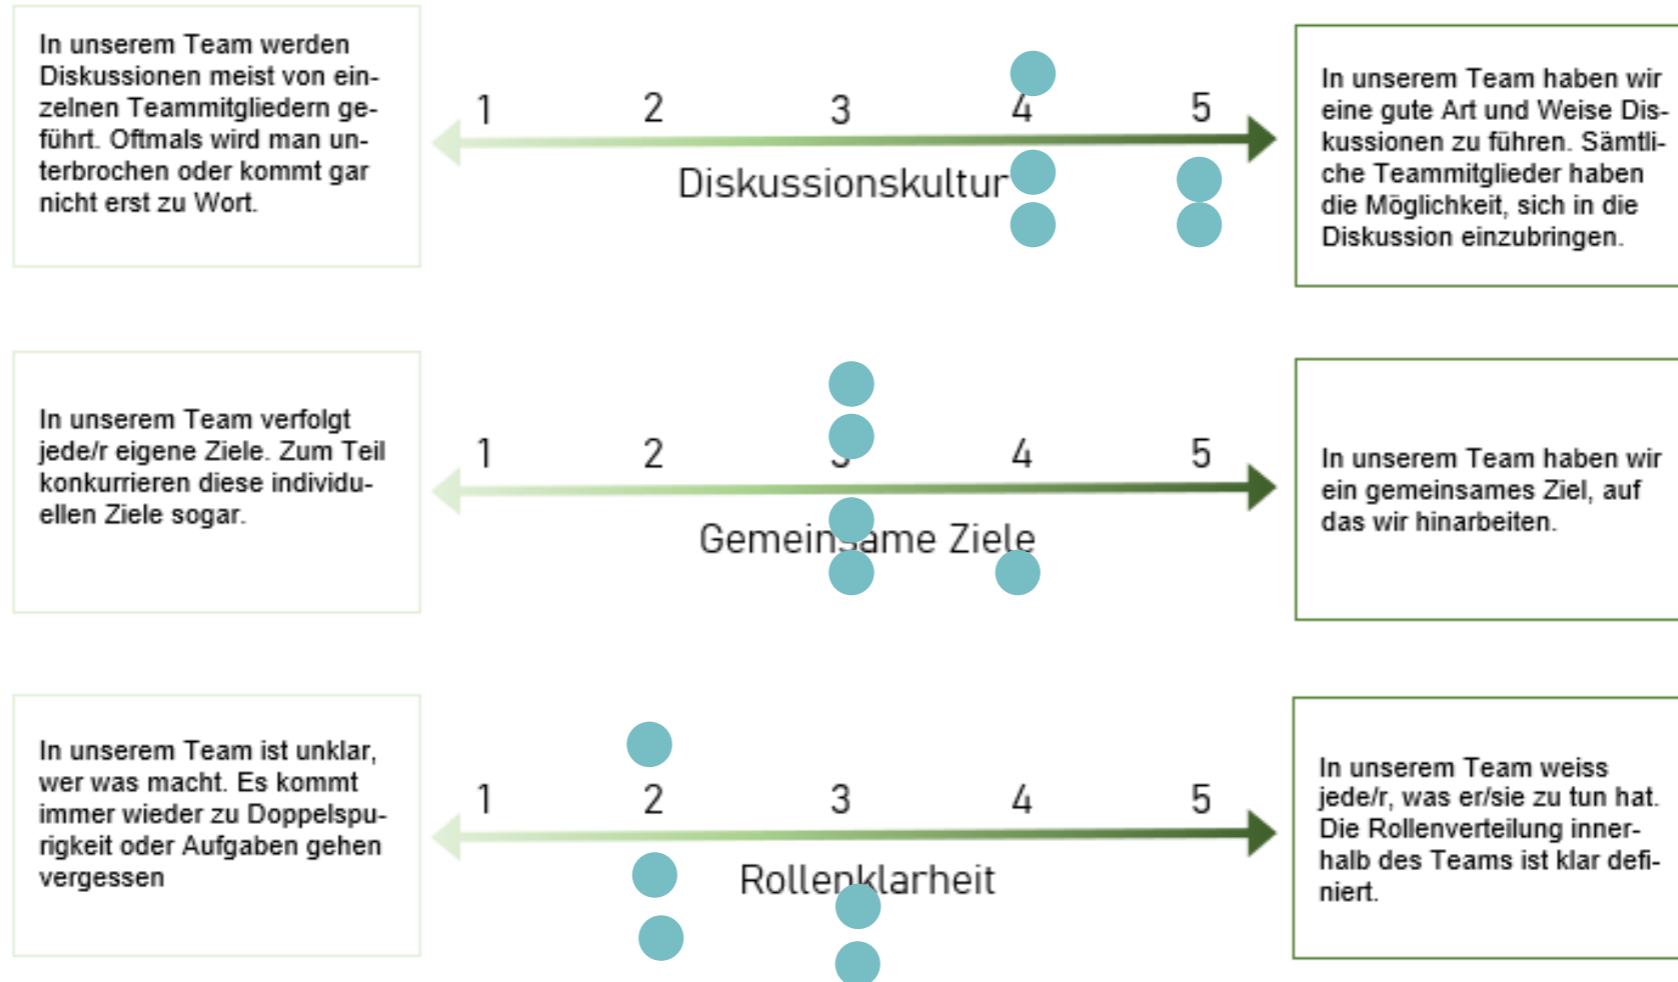 In unserem Team werden
Diskussionen meist von ein-
zelnen Teammitgliedern ge-
führt. Oftmals wird man un-
terbrochen oder kommt gar
nicht erst zu Wort.
1 2 3 4 5
Diskussionskultur
In unserem Team haben wir
eine gute Art und Weise Dis-
kussionen zu führen. Sämtli-
che Teammitglieder haben
die Möglichkeit, sich in die
Diskussion einzubringen.
In unserem Team verfolgt
jede/r eigene Ziele. Zum Teil
konkurrieren diese individu-
ellen Ziele sogar.
1 2 3 4 5
Gemeinsame Ziele
In unserem Team haben wir
ein gemeinsames Ziel, auf
das wir hinarbeiten.
In unserem Team ist unklar,
wer was macht. Es kommt
immer wieder zu Doppelspu-
rigkeit oder Aufgaben gehen
vergessen
1 2 3 4 5
Rollenklarheit
In unserem Team weiss
jede/r, was er/sie zu tun hat.
Die Rollenverteilung inner-
halb des Teams ist klar defi-
niert.